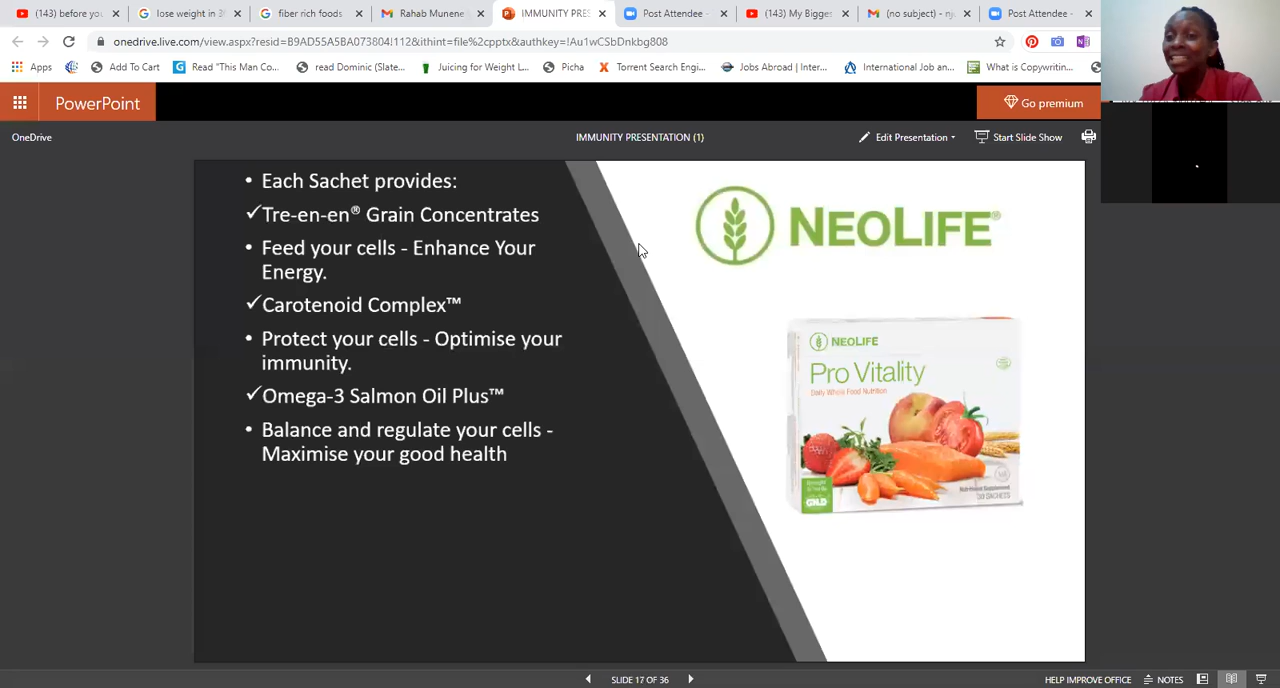 (143) before you
lose weight in 3
fiber rich foods
Rahab Munene
IMMUNITY PRES
Post Attendee -
(143) My Bigges
(no subject) - nj
Post Attendee -
onedrive.live.com/view.aspx?resid=B9AD55A5BA073804!112&ithint=file%2cpptx&authkey=!Au1wCSbDnkbg808
Apps
Add To Cart
Read "This Man Co...
read Dominic (Slate...
Juicing for Weight L...
Picha
Torrent Search Engi...
Jobs Abroad | Inter...
International Job an...
What is Copywritin...
PowerPoint
Go premium
OneDrive
IMMUNITY PRESENTATION (1)
Edit Presentation
Start Slide Show
• Each Sachet provides:
✓Tre-en-en® Grain Concentrates
• Feed your cells - Enhance Your
Energy.
✓Carotenoid Complex™
• Protect your cells - Optimise your
immunity.
✓Omega-3 Salmon Oil Plus™
• Balance and regulate your cells -
Maximise your good health
NEOLIFE®
NEOLIFE
Pro Vitality
Daily Whole Food Nutrition
GOLD
SLIDE 17 OF 36
HELP IMPROVE OFFICE
NOTES